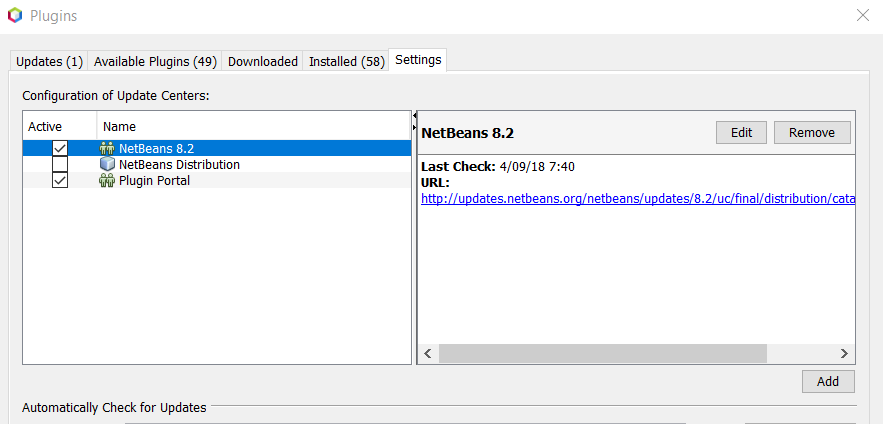 Plugins
Updates (1) Available Plugins (49) Downloaded Installed (58) Settings
Configuration of Update Centers:
Active Name
NetBeans 8.2
NetBeans Distribution
Plugin Portal
NetBeans 8.2 Edit Remove
Last Check: 4/09/18 7:40
URL:
http://updates.netbeans.org/netbeans/updates/8.2/uc/final/distribution/cata
Add
Automatically Check for Updates